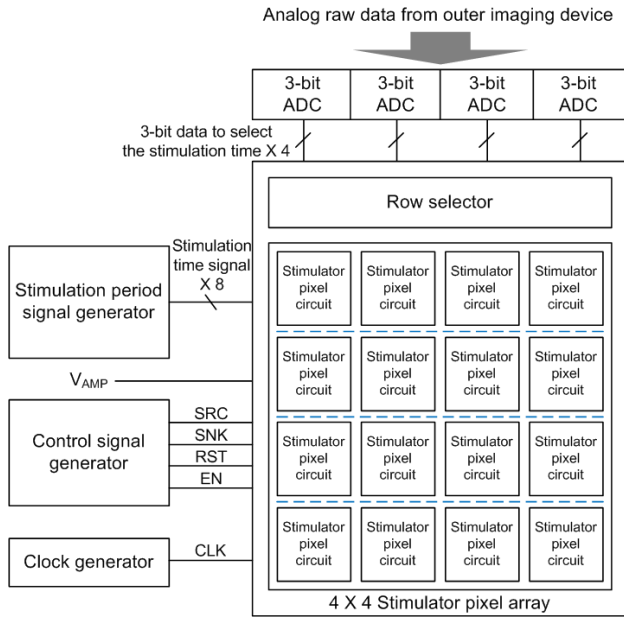 Analog raw data from outer imaging device
3-bit ADC
3-bit ADC
3-bit ADC
3-bit ADC
3-bit data to select
the stimulation time X 4
Row selector
Stimulation period
signal generator
Stimulation
time signal
X 8
Stimulator pixel circuit
Stimulator pixel circuit
Stimulator pixel circuit
Stimulator pixel circuit
Stimulator pixel circuit
Stimulator pixel circuit
Stimulator pixel circuit
Stimulator pixel circuit
VAMP
Control signal
generator
SRC
SNK
RST
EN
Stimulator pixel circuit
Stimulator pixel circuit
Stimulator pixel circuit
Stimulator pixel circuit
Clock generator
CLK
Stimulator pixel circuit
Stimulator pixel circuit
Stimulator pixel circuit
Stimulator pixel circuit
4 X 4 Stimulator pixel array